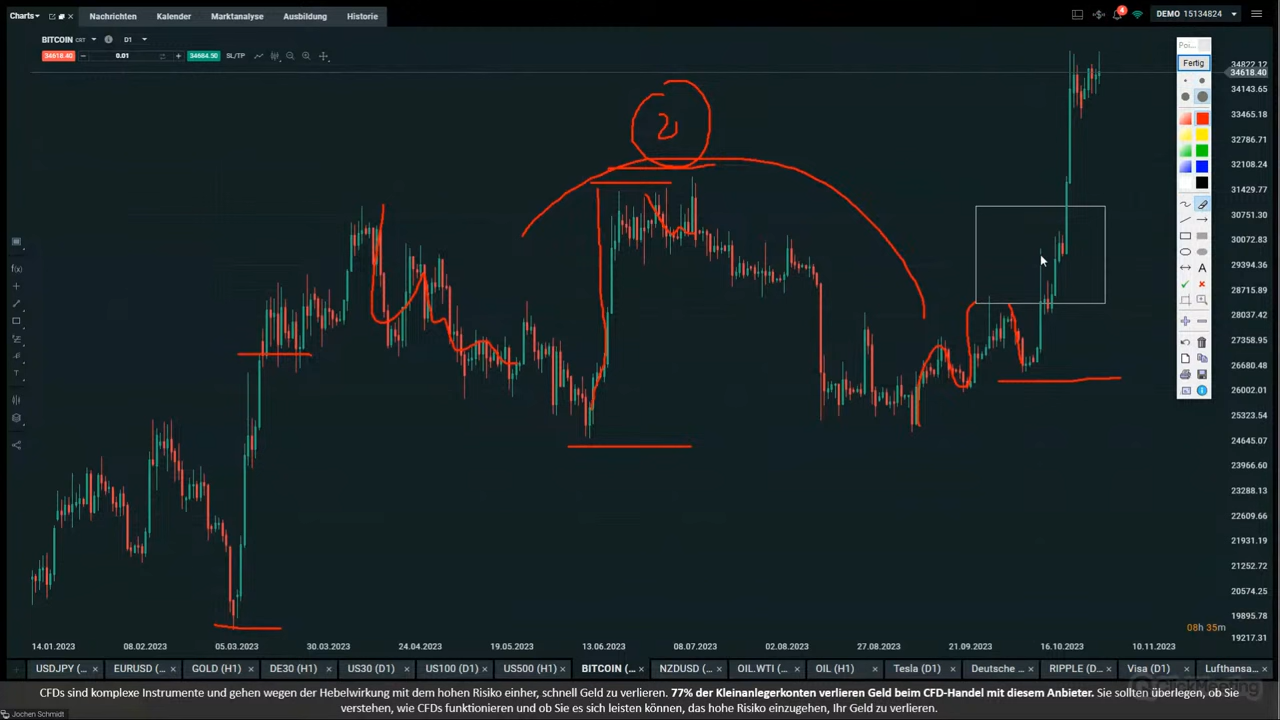 Charts Nachrichten Kalender Marktanalyse Ausbildung Historie 4 DEMO 15134824
BITCOIN CRT D1
34618.40 0.01 34684.50 SL/TP
Fertig
2
34822.12
34618.40
34143.65
33465.18
32786.71
32108.24
31429.77
30751.30
30072.83
29394.36
28715.89
28037.42
27358.95
26680.48
26002.01
25323.54
24645.07
23966.60
23288.13
22609.66
21931.19
21252.72
20574.25
19895.78
19217.31
f(x)
T
A
08h 35m
14.01.2023 08.02.2023 05.03.2023 30.03.2023 24.04.2023 19.05.2023 13.06.2023 08.07.2023 02.08.2023 27.08.2023 21.09.2023 16.10.2023 10.11.2023
USDJPY (... EURUSD (... GOLD (H1) DE30 (H1) US30 (D1) US100 (D1) US500 (H1) BITCOIN (... NZDUSD (... OIL.WTI (... OIL (H1) Tesla (D1) Deutsche ... RIPPLE (D... Visa (D1) Lufthansa...
CFDs sind komplexe Instrumente und gehen wegen der Hebelwirkung mit dem hohen Risiko einher, schnell Geld zu verlieren. 77% der Kleinanlegerkonten verlieren Geld beim CFD-Handel mit diesem Anbieter. Sie sollten überlegen, ob Sie
verstehen, wie CFDs funktionieren und ob Sie es sich leisten können, das hohe Risiko einzugehen, Ihr Geld zu verlieren.
ClickMeeting
Jochen Schmidt